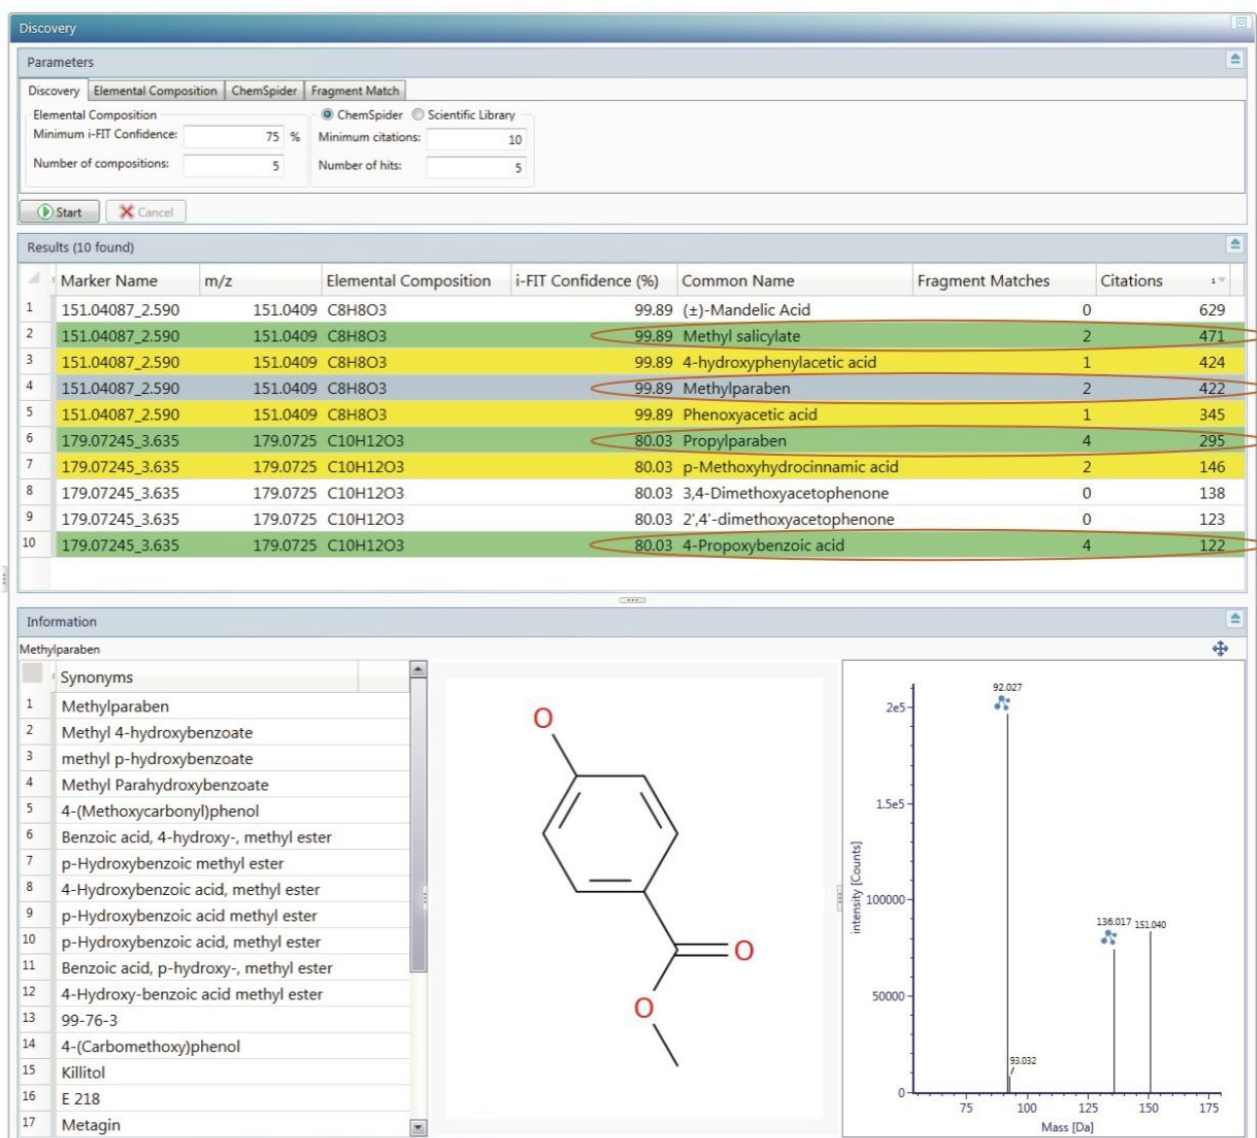 Discovery
Parameters
Discovery Elemental Composition ChemSpider Fragment Match
Elemental Composition ChemSpider Scientific Library
Minimum i-FIT Confidence: 75 % Minimum citations: 10
Number of compositions: 5 Number of hits: 5
Start Cancel
Results (10 found)
Marker Name m/z Elemental Composition i-FIT Confidence (%) Common Name Fragment Matches Citations 1
1 151.04087_2.590 151.0409 C8H8O3 99.89 (±)-Mandelic Acid 0 629
2 151.04087_2.590 151.0409 C8H8O3 99.89 Methyl salicylate 2 471
3 151.04087_2.590 151.0409 C8H8O3 99.89 4-hydroxyphenylacetic acid 1 424
4 151.04087_2.590 151.0409 C8H8O3 99.89 Methylparaben 2 422
5 151.04087_2.590 151.0409 C8H8O3 99.89 Phenoxyacetic acid 1 345
6 179.07245_3.635 179.0725 C10H12O3 80.03 Propylparaben 4 295
7 179.07245_3.635 179.0725 C10H12O3 80.03 p-Methoxyhydrocinnamic acid 2 146
8 179.07245_3.635 179.0725 C10H12O3 80.03 3,4-Dimethoxyacetophenone 0 138
9 179.07245_3.635 179.0725 C10H12O3 80.03 2',4'-dimethoxyacetophenone 0 123
10 179.07245_3.635 179.0725 C10H12O3 80.03 4-Propoxybenzoic acid 4 122
Information
Methylparaben
Synonyms
1 Methylparaben
2 Methyl 4-hydroxybenzoate
3 methyl p-hydroxybenzoate
4 Methyl Parahydroxybenzoate
5 4-(Methoxycarbonyl)phenol
6 Benzoic acid, 4-hydroxy-, methyl ester
7 p-Hydroxybenzoic methyl ester
8 4-Hydroxybenzoic acid, methyl ester
9 p-Hydroxybenzoic acid methyl ester
10 p-Hydroxybenzoic acid, methyl ester
11 Benzoic acid, p-hydroxy-, methyl ester
12 4-Hydroxy-benzoic acid methyl ester
13 99-76-3
14 4-(Carbomethoxy)phenol
15 Killitol
16 E 218
17 Metagin
O
O
O
92.027
2e5
1.5e5
intensity [Counts]
100000
136.017 151.040
50000
93.032
0
75 100 125 150 175
Mass [Da]